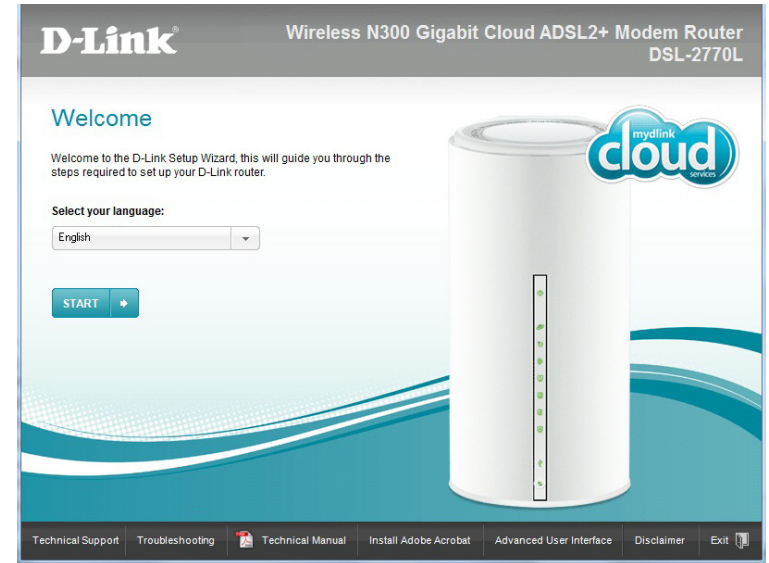 D-Link®
Wireless N300 Gigabit Cloud ADSL2+ Modem Router
DSL-2770L
Welcome
mydlink
cloud
services
Welcome to the D-Link Setup Wizard, this will guide you through the
steps required to set up your D-Link router.
Select your language:
English
START
Technical Support Troubleshooting Technical Manual Install Adobe Acrobat Advanced User Interface Disclaimer Exit